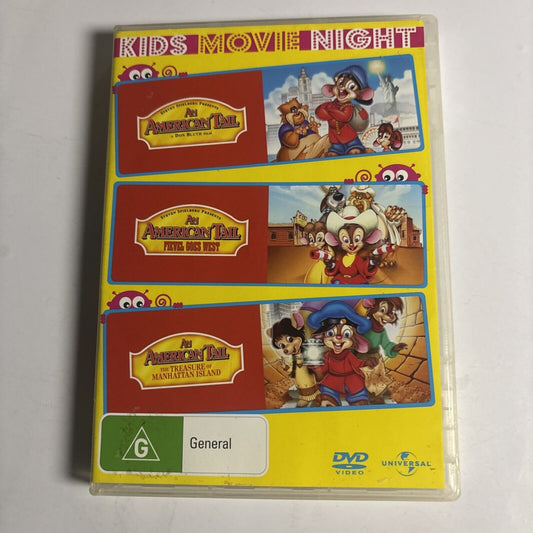 KIDS MOVIE NIGHT
STEVEN SPIELBERG PRESENTS
AN
AMERICAN TAIL
A DON BLUTH FILM
STEVEN SPIELBERG PRESENTS
AN
AMERICAN TAIL
FIEVEL GOES WEST
AN
AMERICAN TAIL
THE TREASURE OF
MANHATTAN ISLAND
G
General
DVD
VIDEO
UNIVERSAL